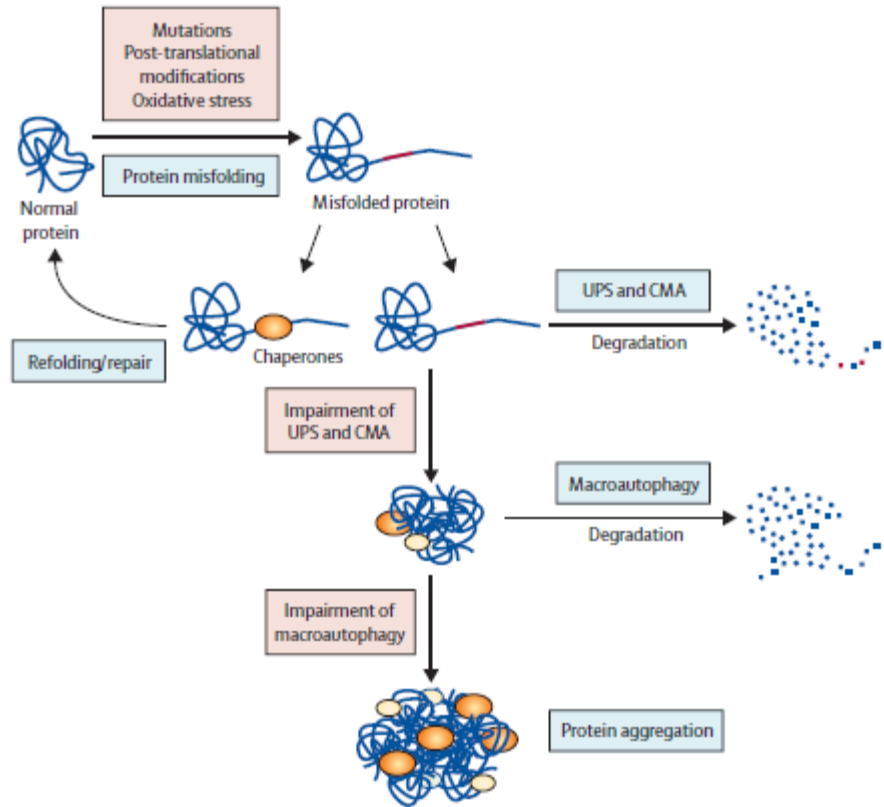 Mutations
Post-translational
modifications
Oxidative stress
Protein misfolding
Normal
protein
Misfolded protein
UPS and CMA
Degradation
Chaperones
Refolding/repair
Impairment of
UPS and CMA
Macroautophagy
Degradation
Impairment of
macroautophagy
Protein aggregation